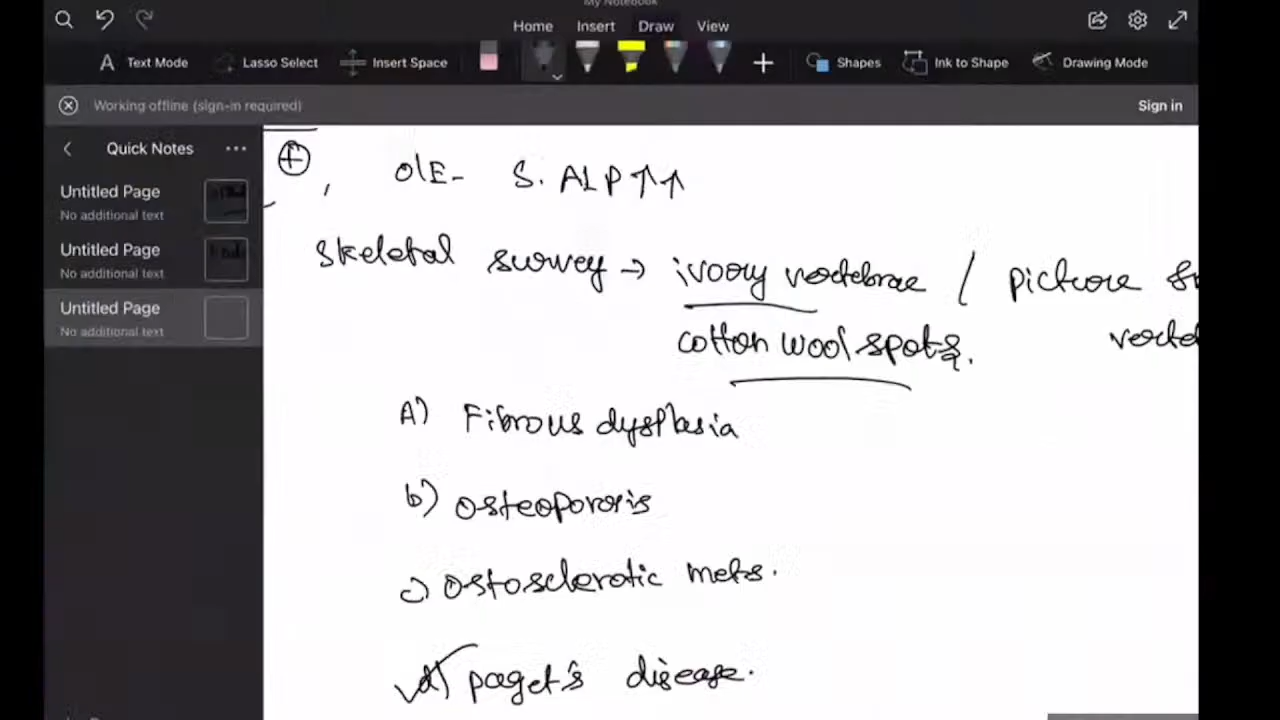 My Notebook
Home Insert Draw View
Text Mode Lasso Select Insert Space Shapes Ink to Shape Drawing Mode
Working offline (sign-in required) Sign in
Quick Notes
Untitled Page
No additional text
Untitled Page
No additional text
Untitled Page
No additional text
+, O/E- S. ALP ↑↑
Skeletal survey → ivory vertebrae / picture
cotton wool spots.
A) Fibrous dysplasia
b) Osteoporosis
c) Ostosclerotic mets.
d) paget's disease.